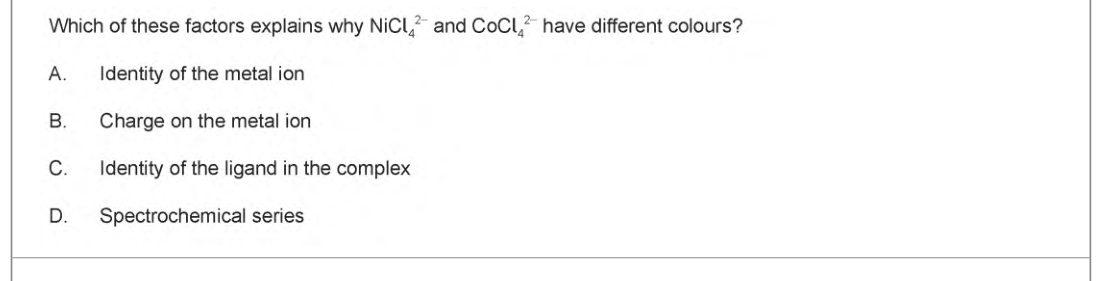 Which of these factors explains why NiCl₄²⁻ and CoCl₄²⁻ have different colours?
A. Identity of the metal ion
B. Charge on the metal ion
C. Identity of the ligand in the complex
D. Spectrochemical series